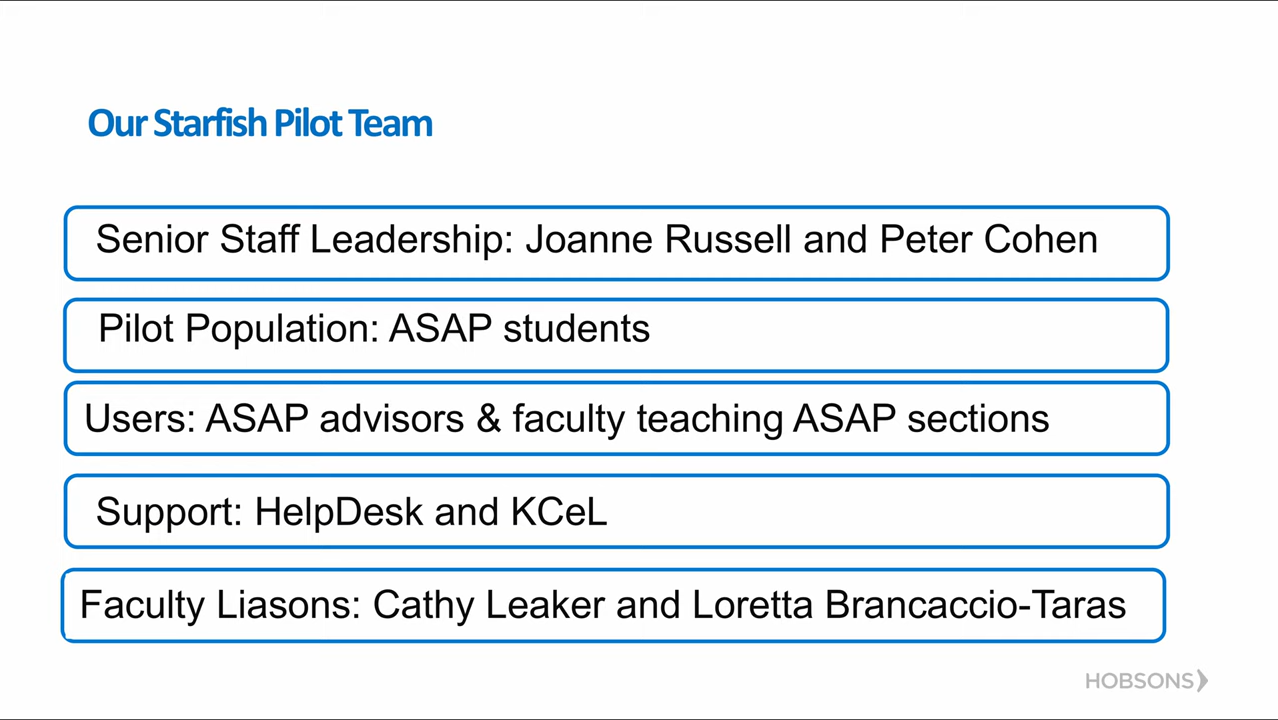 Our Starfish Pilot Team
Senior Staff Leadership: Joanne Russell and Peter Cohen
Pilot Population: ASAP students
Users: ASAP advisors & faculty teaching ASAP sections
Support: HelpDesk and KCeL
Faculty Liasons: Cathy Leaker and Loretta Brancaccio-Taras
HOBSONS